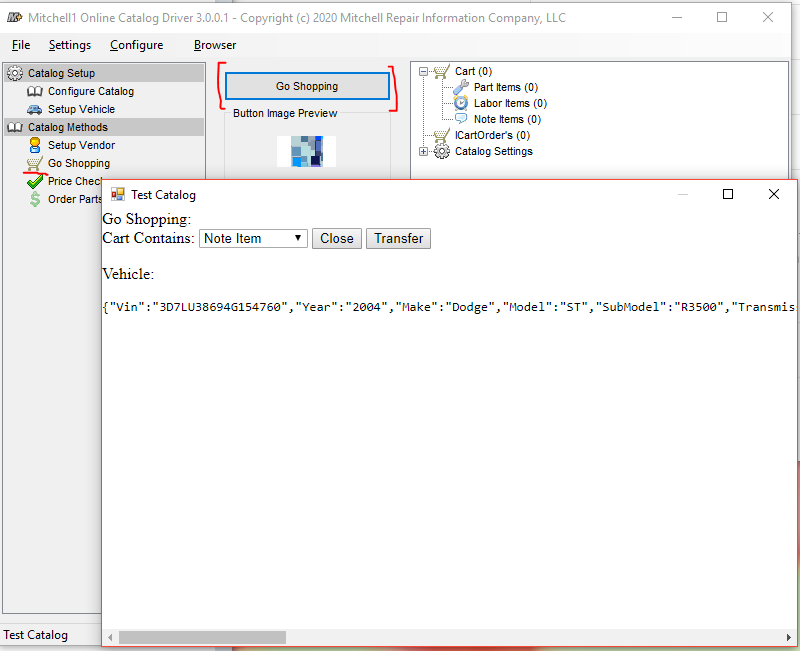 Mitchell1 Online Catalog Driver 3.0.0.1 - Copyright (c) 2020 Mitchell Repair Information Company, LLC
File Settings Configure Browser
Catalog Setup
Configure Catalog
Setup Vehicle
Catalog Methods
Setup Vendor
Go Shopping
Price Chec
Order Parts
Go Shopping
Button Image Preview
Cart (0)
Part Items (0)
Labor Items (0)
Note Items (0)
ICartOrder's (0)
Catalog Settings
Test Catalog
Go Shopping:
Cart Contains: Note Item Close Transfer
Vehicle:
{"Vin":"3D7LU38694G154760","Year":"2004","Make":"Dodge","Model":"ST","SubModel":"R3500","Transmis
Test Catalog